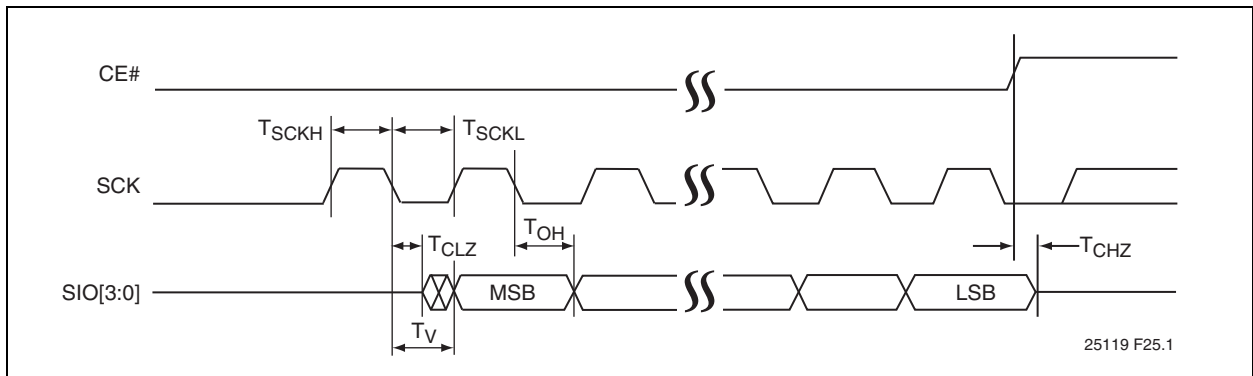 CE#
T_SCKH
T_SCKL
SCK
T_OH
T_CLZ
T_CHZ
SIO[3:0]
MSB
LSB
T_V
25119 F25.1